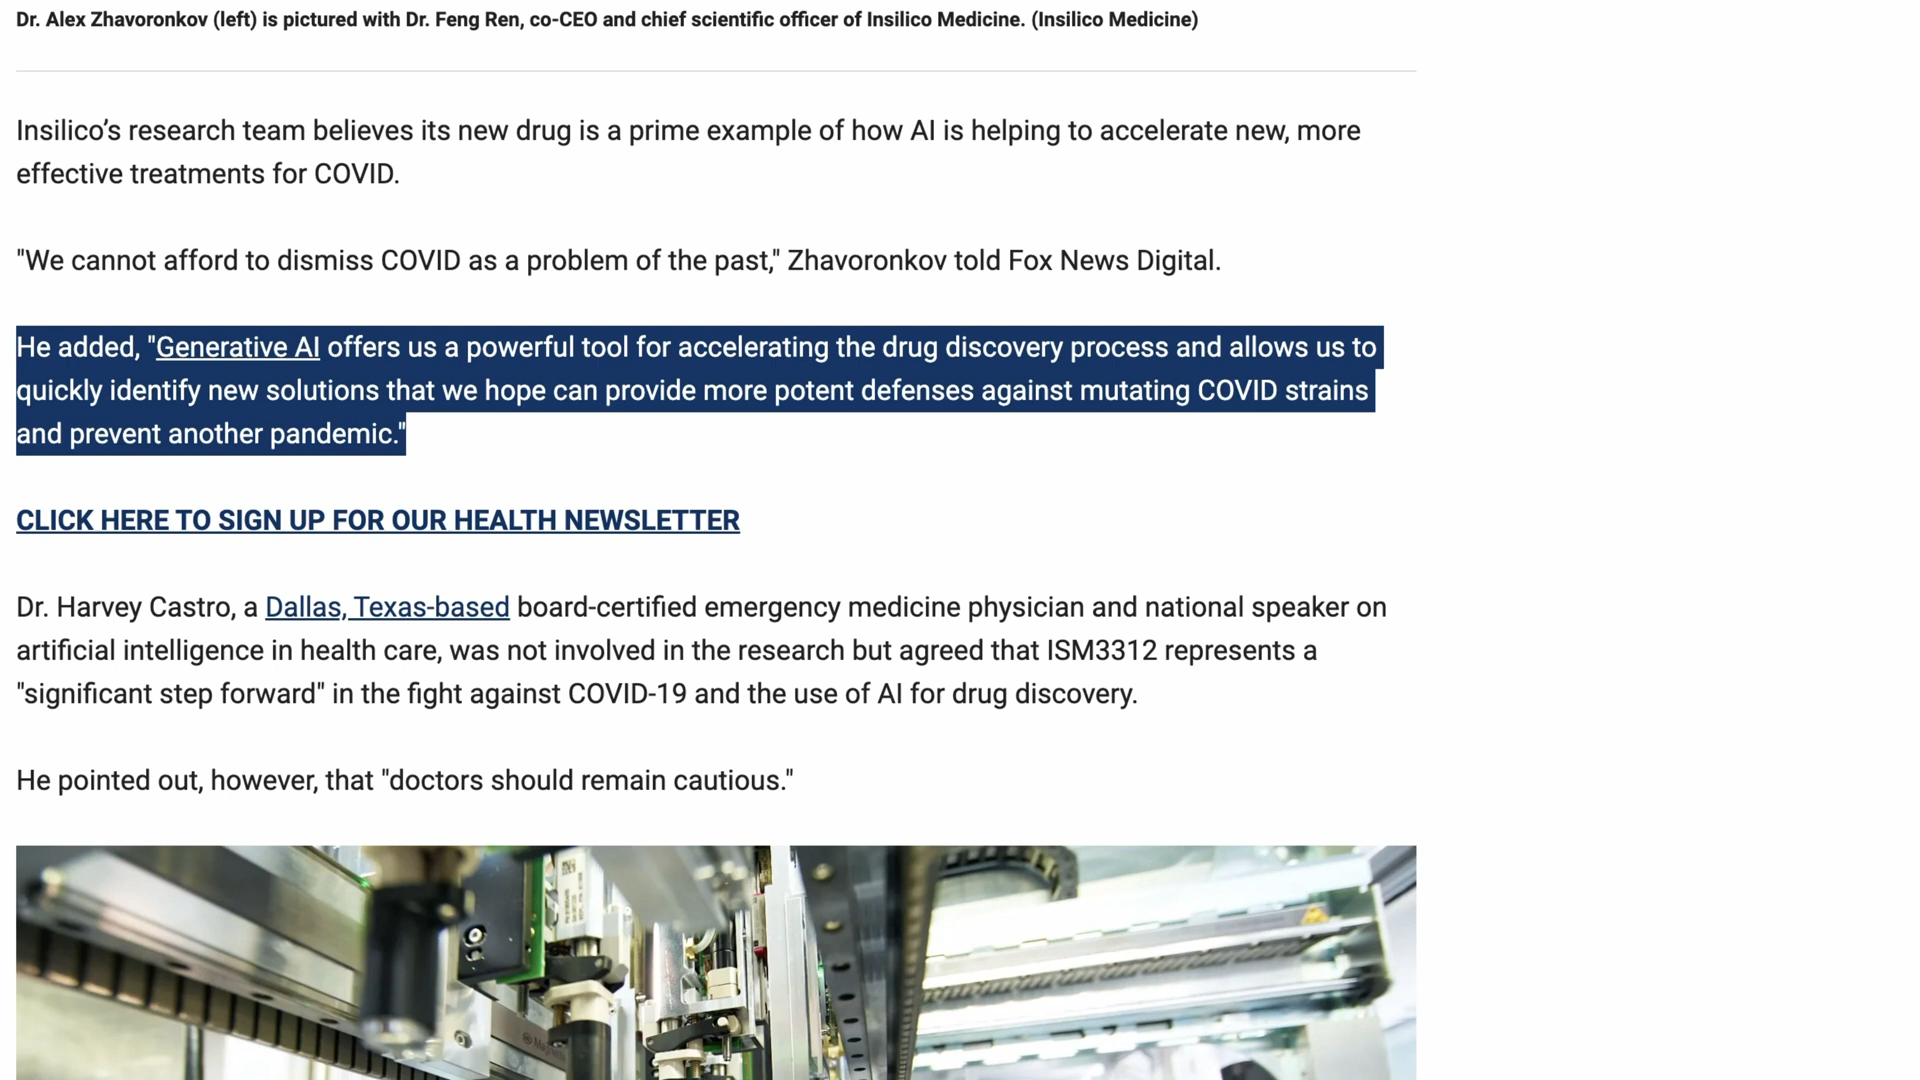 Dr. Alex Zhavoronkov (left) is pictured with Dr. Feng Ren, co-CEO and chief scientific officer of Insilico Medicine. (Insilico Medicine)
Insilico’s research team believes its new drug is a prime example of how AI is helping to accelerate new, more
effective treatments for COVID.
"We cannot afford to dismiss COVID as a problem of the past," Zhavoronkov told Fox News Digital.
He added, "Generative AI offers us a powerful tool for accelerating the drug discovery process and allows us to
quickly identify new solutions that we hope can provide more potent defenses against mutating COVID strains
and prevent another pandemic."
CLICK HERE TO SIGN UP FOR OUR HEALTH NEWSLETTER
Dr. Harvey Castro, a Dallas, Texas-based board-certified emergency medicine physician and national speaker on
artificial intelligence in health care, was not involved in the research but agreed that ISM3312 represents a
"significant step forward" in the fight against COVID-19 and the use of AI for drug discovery.
He pointed out, however, that "doctors should remain cautious."